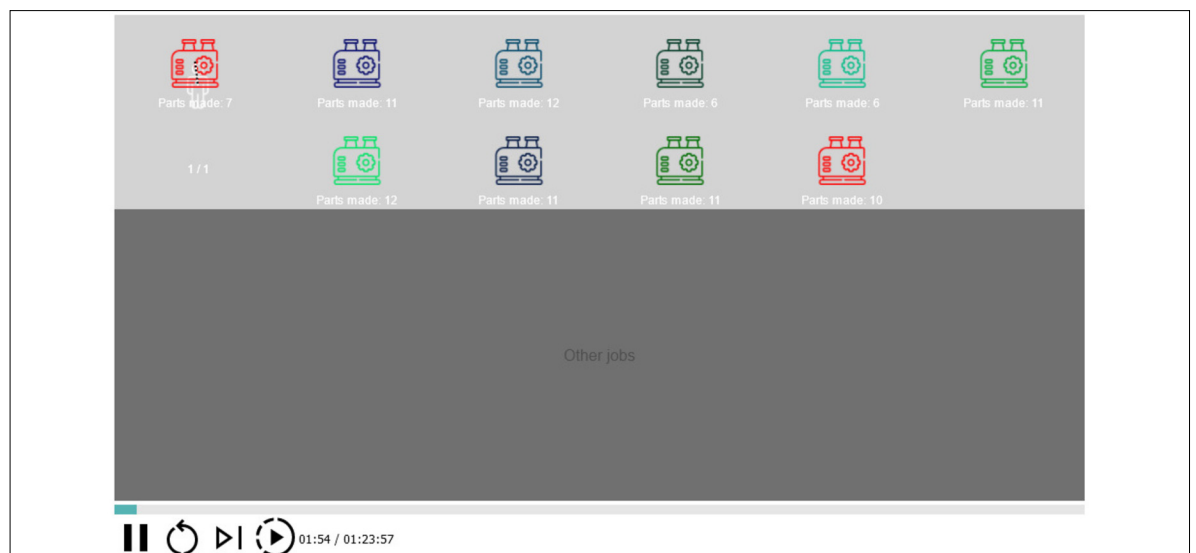 Parts made: 7 Parts made: 11 Parts made: 12 Parts made: 6 Parts made: 6 Parts made: 11
1 / 1
Parts made: 12 Parts made: 11 Parts made: 11 Parts made: 10
Other jobs
01:54 / 01:23:57